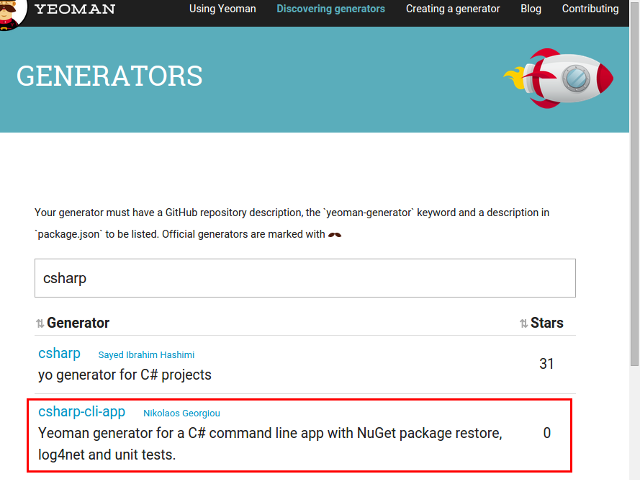 YEOMAN
Using Yeoman Discovering generators Creating a generator Blog Contributing
GENERATORS
Your generator must have a GitHub repository description, the `yeoman-generator` keyword and a description in
`package.json` to be listed. Official generators are marked with
csharp
Generator Stars
csharp Sayed Ibrahim Hashimi
yo generator for C# projects
31
csharp-cli-app Nikolaos Georgiou
Yeoman generator for a C# command line app with NuGet package restore,
log4net and unit tests.
0